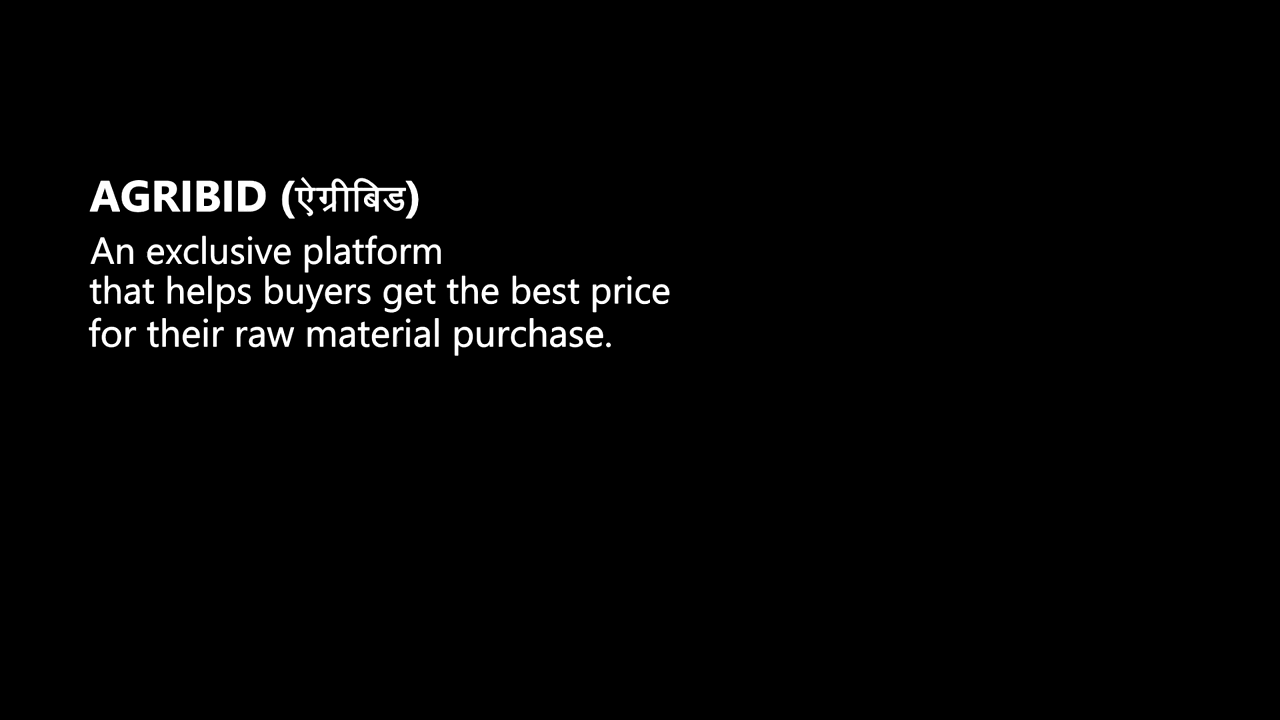 AGRIBID (ऐग्रीबिड)
An exclusive platform
that helps buyers get the best price
for their raw material purchase.